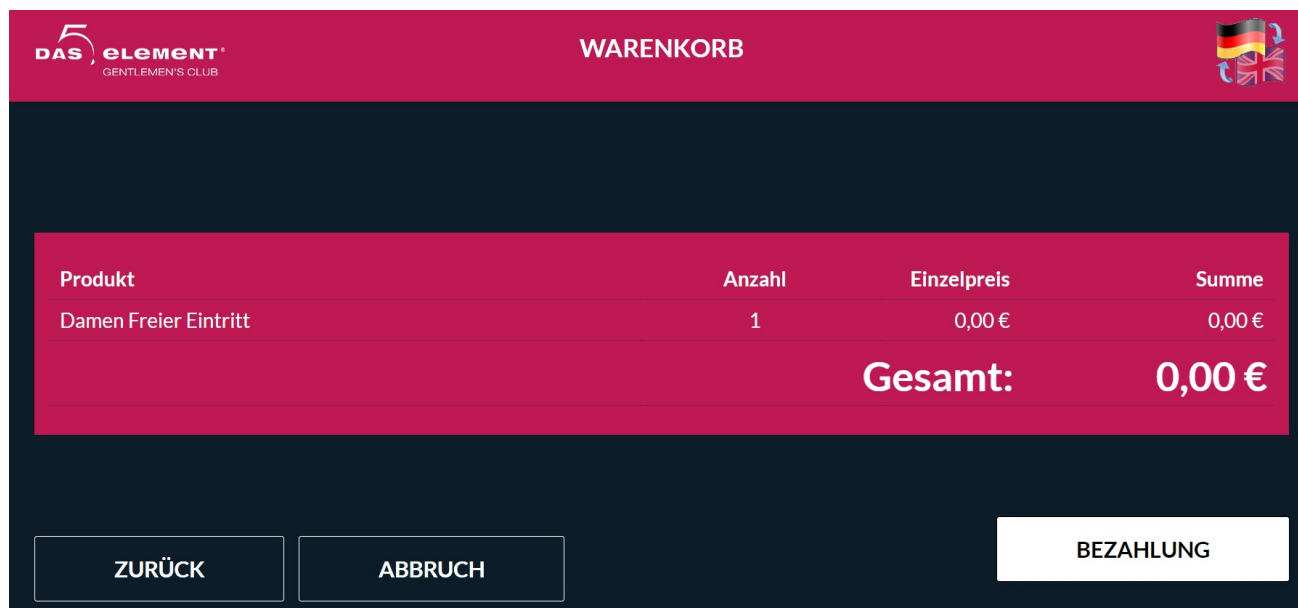 DAS 5 eLeMeNT®
GENTLEMEN'S CLUB
WARENKORB
Produkt Anzahl Einzelpreis Summe
Damen Freier Eintritt 1 0,00 € 0,00 €
Gesamt: 0,00 €
ZURÜCK ABBRUCH BEZAHLUNG